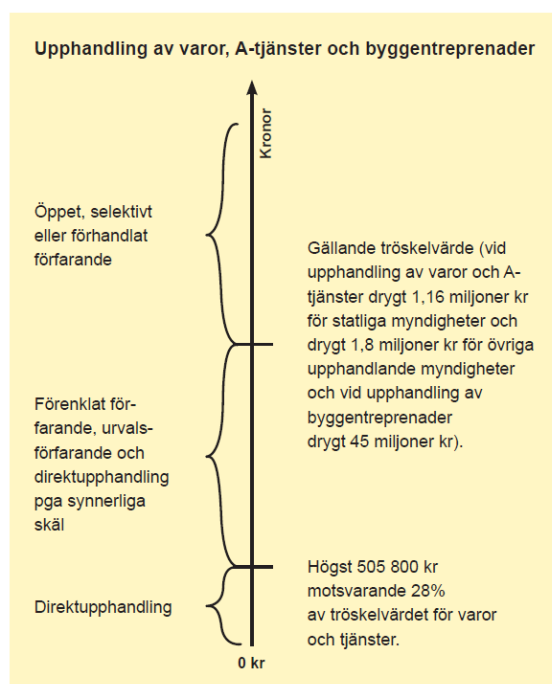 Upphandling av varor, A-tjänster och byggentreprenader
Kronor
Öppet, selektivt
eller förhandlat
förfarande
Gällande tröskelvärde (vid
upphandling av varor och A-
tjänster drygt 1,16 miljoner kr
för statliga myndigheter och
drygt 1,8 miljoner kr för övriga
upphandlande myndigheter
och vid upphandling av
byggentreprenader
drygt 45 miljoner kr).
Förenklat för-
farande, urvals-
förfarande och
direktupphandling
pga synnerliga
skäl
Högst 505 800 kr
motsvarande 28%
av tröskelvärdet för varor
och tjänster.
Direktupphandling
0 kr